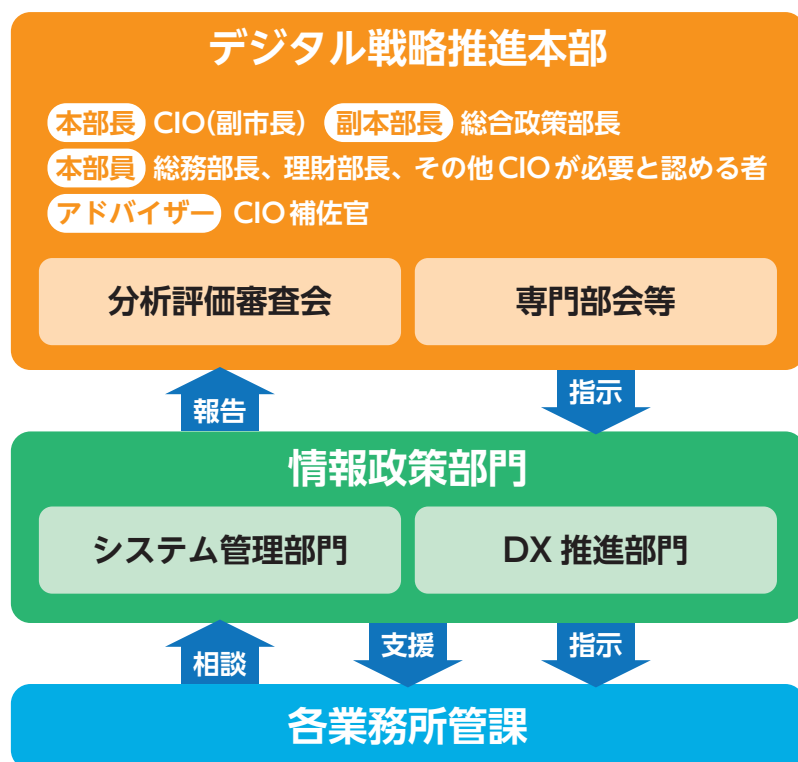 デジタル戦略推進本部
本部長 CIO(副市長) 副本部長 総合政策部長
本部員 総務部長、理財部長、その他CIOが必要と認める者
アドバイザー CIO補佐官
分析評価審査会 専門部会等
報告 指示
情報政策部門
システム管理部門 DX 推進部門
相談 支援 指示
各業務所管課